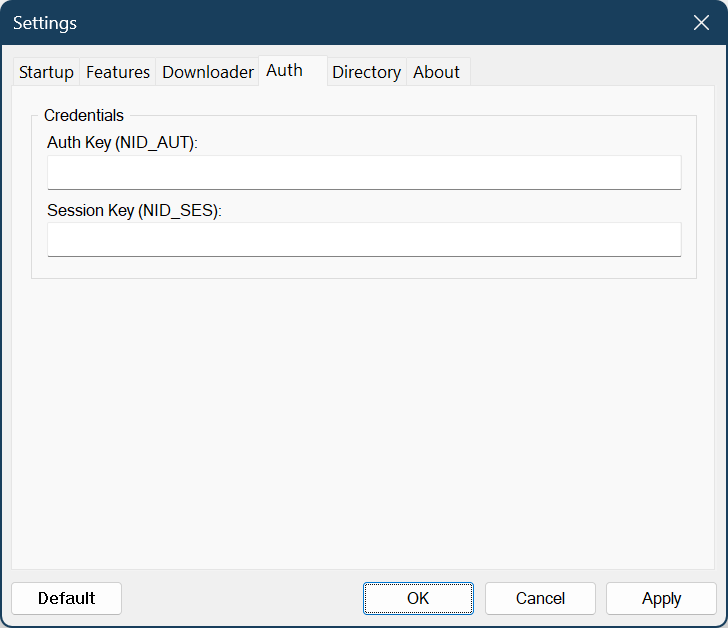 Settings
Startup Features Downloader Auth Directory About
Credentials
Auth Key (NID_AUT):
Session Key (NID_SES):
Default OK Cancel Apply